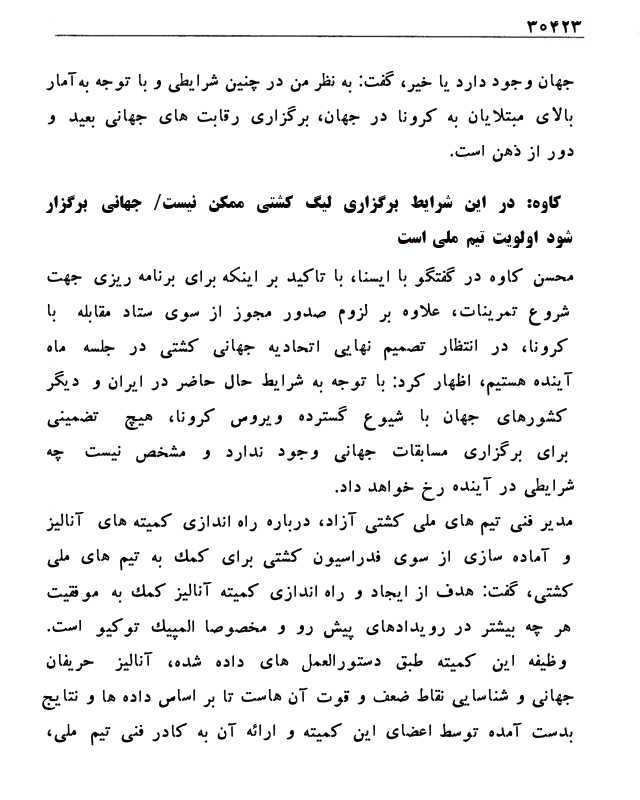 ۳۰۴۲۳
جهان وجود دارد یا خیر، گفت: به نظر من در چنین شرایطی و با توجه به آمار
بالای مبتلایان به کرونا در جهان، برگزاری رقابت های جهانی بعید و
دور از ذهن است.
کاوه: در این شرایط برگزاری لیگ کشتی ممکن نیست/ جهانی برگزار
شود اولویت تیم ملی است
محسن کاوه در گفتگو با ایسنا، با تاکید بر اینکه برای برنامه ریزی جهت
شروع تمرینات، علاوه بر لزوم صدور مجوز از سوی ستاد مقابله با
کرونا، در انتظار تصمیم نهایی اتحادیه جهانی کشتی در جلسه ماه
آینده هستیم، اظهار کرد: با توجه به شرایط حال حاضر در ایران و دیگر
کشورهای جهان با شیوع گسترده ویروس کرونا، هیچ تضمینی
برای برگزاری مسابقات جهانی وجود ندارد و مشخص نیست چه
شرایطی در آینده رخ خواهد داد.
مدیر فنی تیم های ملی کشتی آزاد، درباره راه اندازی کمیته های آنالیز
و آماده سازی از سوی فدراسیون کشتی برای کمک به تیم های ملی
کشتی، گفت: هدف از ایجاد و راه اندازی کمیته آنالیز کمک به موفقیت
هر چه بیشتر در رویدادهای پیش رو و مخصوصا المپیک توکیو است.
وظیفه این کمیته طبق دستورالعمل های داده شده، آنالیز حریفان
جهانی و شناسایی نقاط ضعف و قوت آن هاست تا بر اساس داده ها و نتایج
بدست آمده توسط اعضای این کمیته و ارائه آن به کادر فنی تیم ملی،